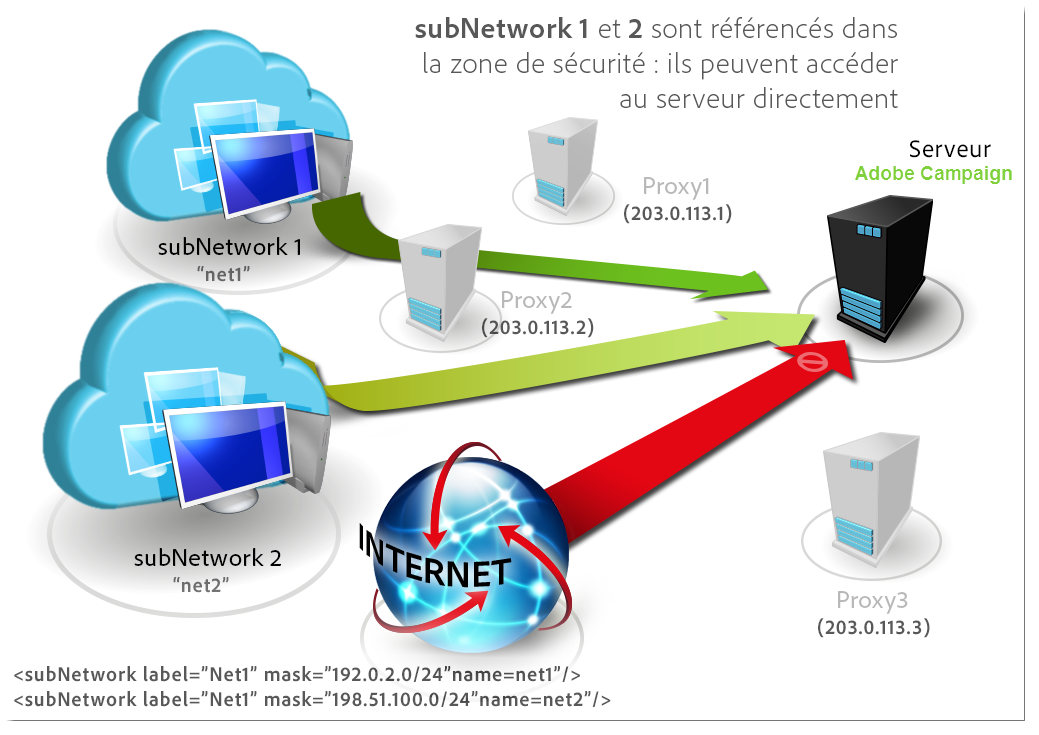 subNetwork 1 et 2 sont référencés dans
la zone de sécurité : ils peuvent accéder
au serveur directement
Serveur
Adobe Campaign
Proxy1
(203.0.113.1)
subNetwork 1
“net1”
Proxy2
(203.0.113.2)
INTERNET
subNetwork 2
“net2”
Proxy3
(203.0.113.3)
<subNetwork label=”Net1” mask=”192.0.2.0/24”name=net1”/>
<subNetwork label=”Net1” mask=”198.51.100.0/24”name=net2”/>